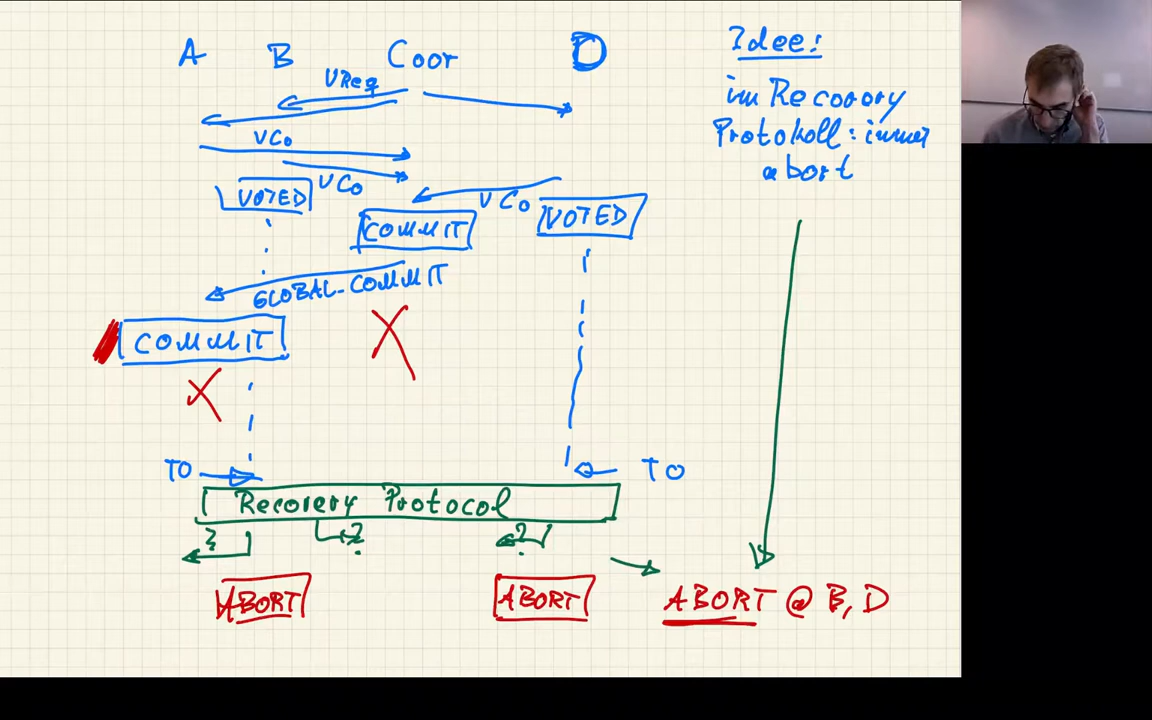 A B Coor D
VReq
VCo
VCo
VCo
VOTED
COMMIT
VOTED
GLOBAL-COMMIT
COMMIT
TO
TO
Recovery Protocol
? ? ?
ABORT
ABORT
ABORT @ B, D
Idee:
im Recovory
Protokoll: immer
abort